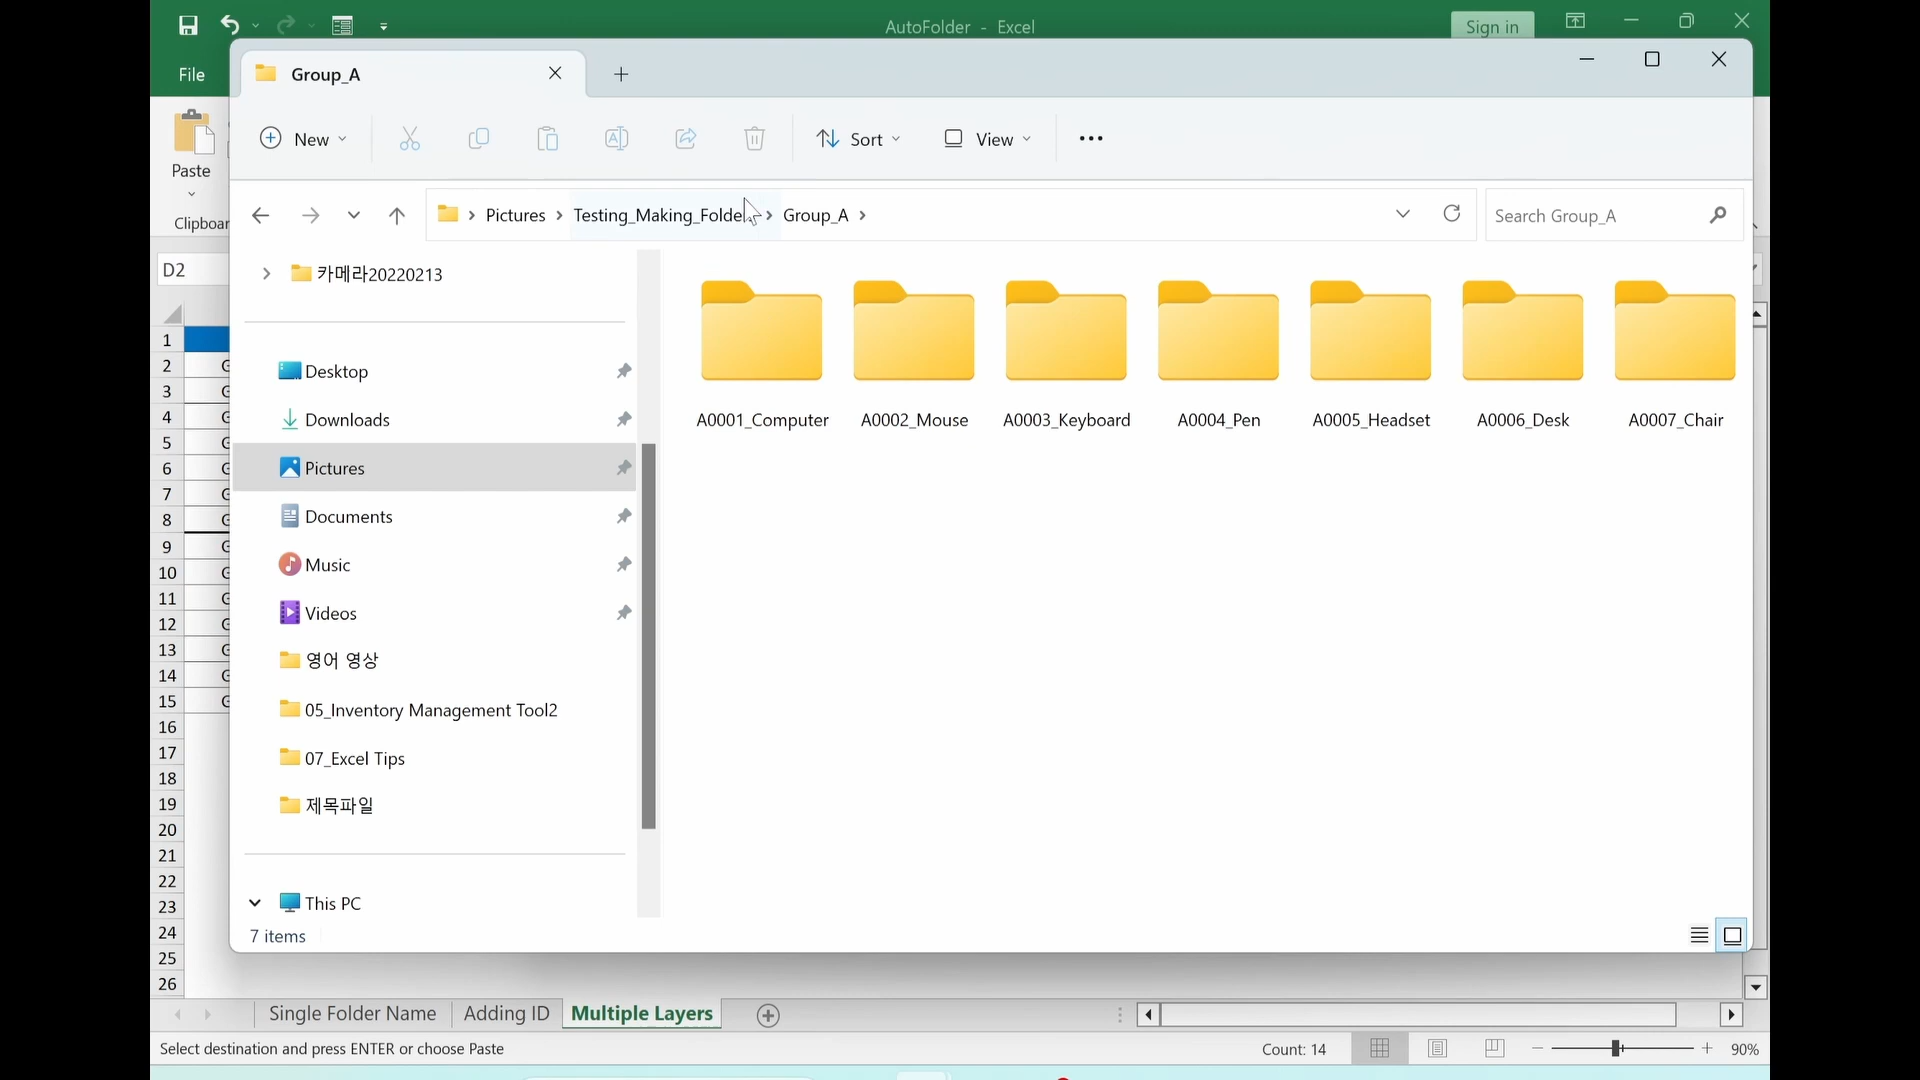 AutoFolder - Excel
Sign in
File
Group_A
New
Sort
View
Paste
Clipboar
Pictures
Testing_Making_Folde
Group_A
Search Group_A
D2
카메라20220213
Desktop
Downloads
Pictures
Documents
Music
Videos
영어 영상
05_Inventory Management Tool2
07_Excel Tips
제목파일
This PC
7 items
A0001_Computer
A0002_Mouse
A0003_Keyboard
A0004_Pen
A0005_Headset
A0006_Desk
A0007_Chair
1
2
3
4
5
6
7
8
9
10
11
12
13
14
15
16
17
18
19
20
21
22
23
24
25
26
Single Folder Name
Adding ID
Multiple Layers
Select destination and press ENTER or choose Paste
Count: 14
90%